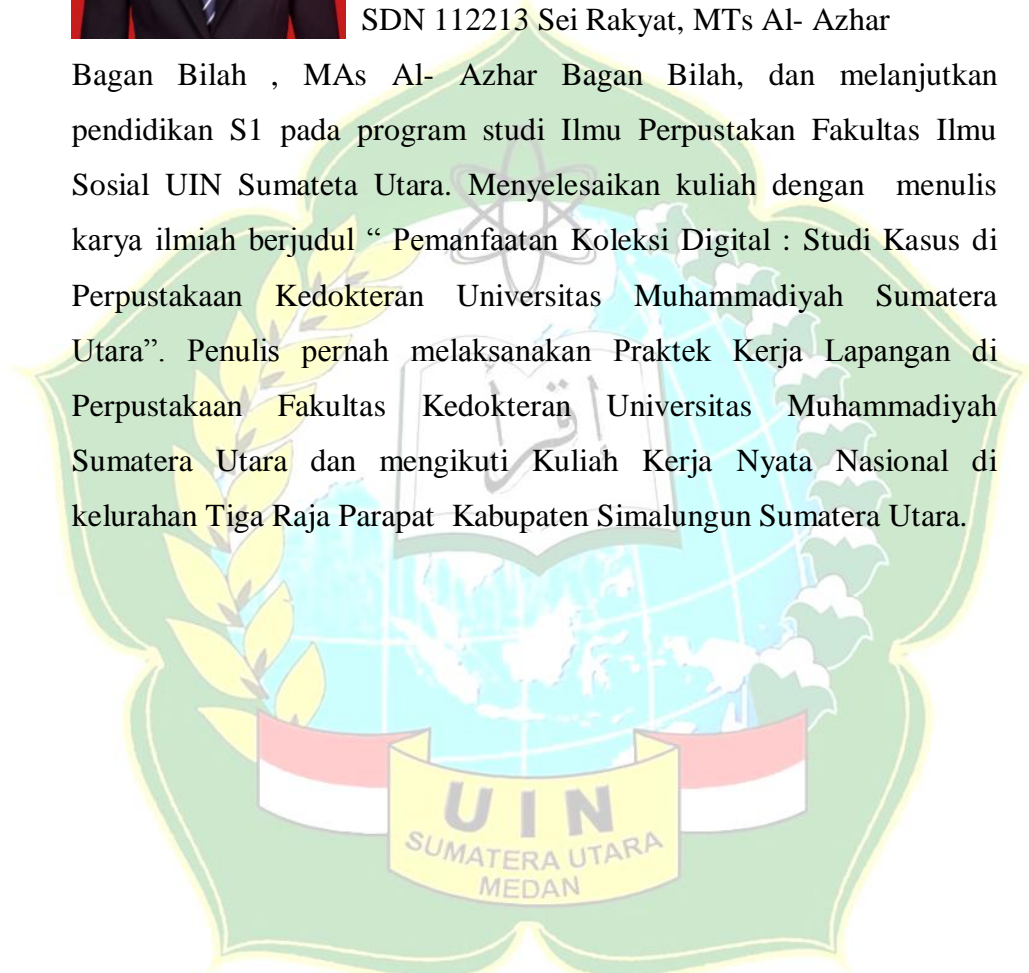 SDN 112213 Sei Rakyat, MTs Al- Azhar
Bagan Bilah , MAs Al- Azhar Bagan Bilah, dan melanjutkan
pendidikan S1 pada program studi Ilmu Perpustakan Fakultas Ilmu
Sosial UIN Sumateta Utara. Menyelesaikan kuliah dengan menulis
karya ilmiah berjudul “ Pemanfaatan Koleksi Digital : Studi Kasus di
Perpustakaan Kedokteran Universitas Muhammadiyah Sumatera
Utara”. Penulis pernah melaksanakan Praktek Kerja Lapangan di
Perpustakaan Fakultas Kedokteran Universitas Muhammadiyah
Sumatera Utara dan mengikuti Kuliah Kerja Nyata Nasional di
kelurahan Tiga Raja Parapat Kabupaten Simalungun Sumatera Utara.
إقرأ
UIN
SUMATERA UTARA
MEDAN